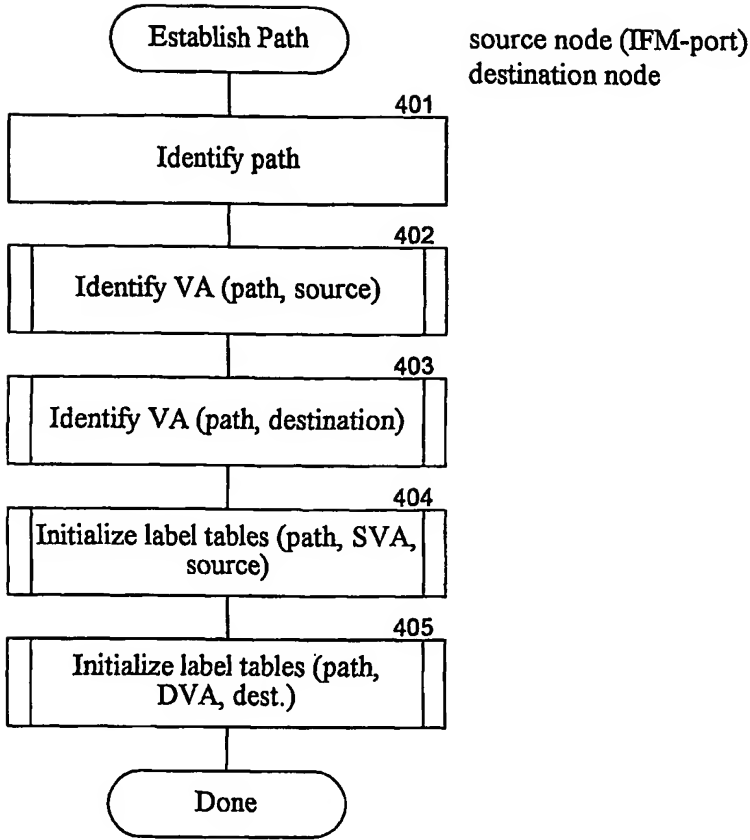 Establish Path
source node (IFM-port)
destination node
401
Identify path
402
Identify VA (path, source)
403
Identify VA (path, destination)
404
Initialize label tables (path, SVA,
source)
405
Initialize label tables (path,
DVA, dest.)
Done